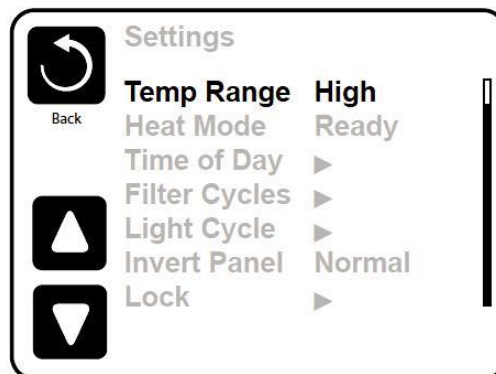 Settings
Back
Temp Range High
Heat Mode Ready
Time of Day
Filter Cycles
Light Cycle
Invert Panel Normal
Lock